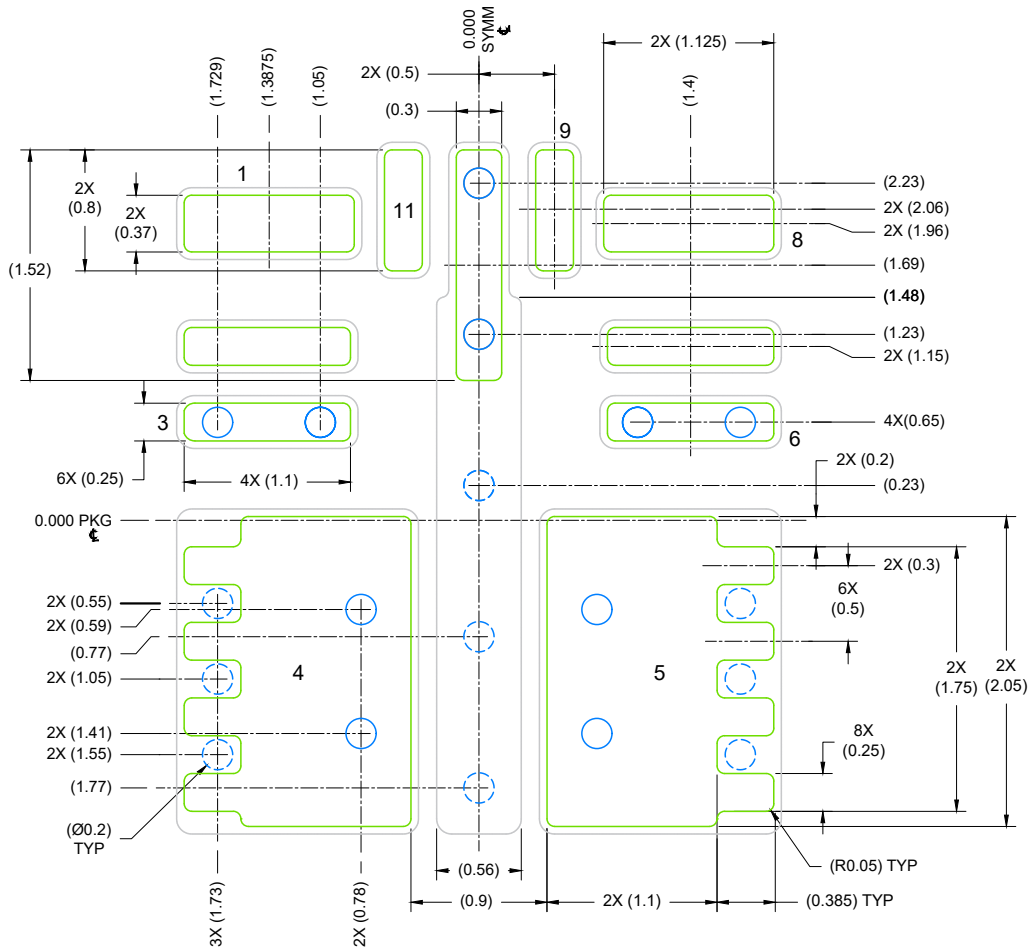 0.000
SYMM
℄
2X (1.125)
2X (0.5)
(1.729)
(1.3875)
(1.05)
(1.4)
(0.3)
9
1
2X
(0.8)
2X
(0.37)
11
(1.52)
8
(2.23)
2X (2.06)
2X (1.96)
(1.69)
(1.48)
(1.23)
2X (1.15)
3
6
4X(0.65)
6X (0.25)
4X (1.1)
2X (0.2)
(0.23)
0.000 PKG
℄
2X (0.3)
6X
(0.5)
2X (0.55)
2X (0.59)
(0.77)
2X (1.05)
4
5
2X
(1.75)
2X
(2.05)
2X (1.41)
2X (1.55)
(1.77)
8X
(0.25)
(Ø0.2)
TYP
(R0.05) TYP
(0.56)
(0.9)
2X (1.1)
(0.385) TYP
3X (1.73)
2X (0.78)